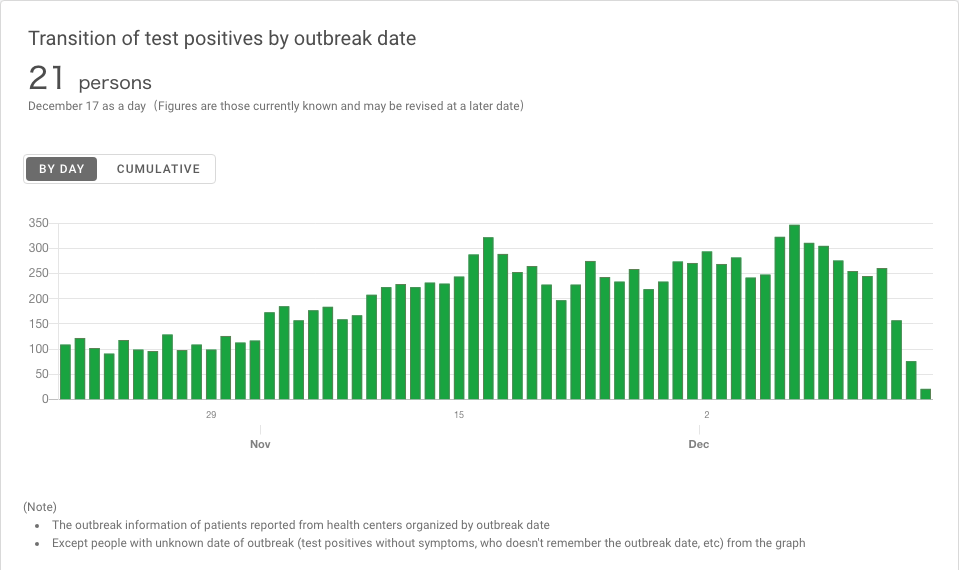 Transition of test positives by outbreak date
21 persons
December 17 as a day（Figures are those currently known and may be revised at a later date）
BY DAY CUMULATIVE
350
300
250
200
150
100
50
0
29 15 2
Nov Dec
(Note)
• The outbreak information of patients reported from health centers organized by outbreak date
• Except people with unknown date of outbreak (test positives without symptoms, who doesn't remember the outbreak date, etc) from the graph